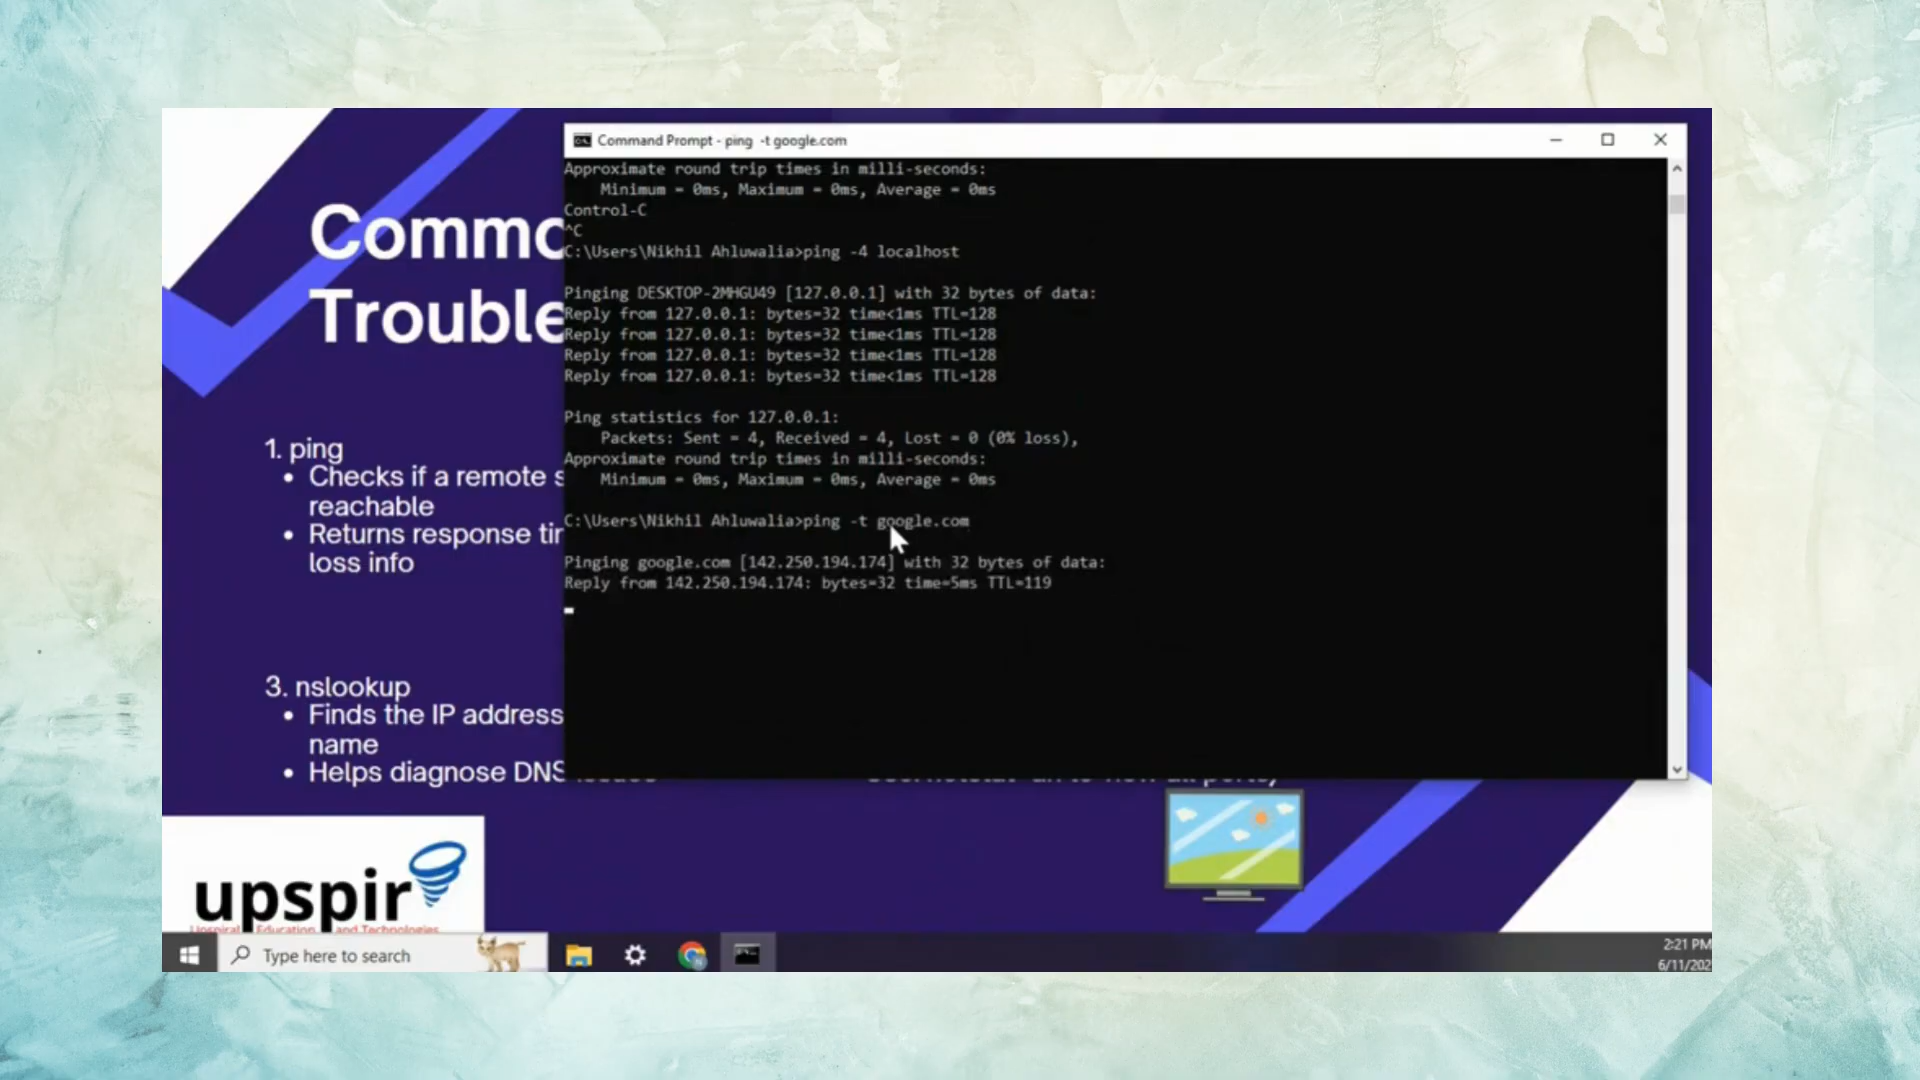 Command Prompt - ping -t google.com
Approximate round trip times in milli-seconds:
Minimum = 0ms, Maximum = 0ms, Average = 0ms
Control-C
^C
C:\Users\Nikhil Ahluwalia>ping -4 localhost
Pinging DESKTOP-2MHGU49 [127.0.0.1] with 32 bytes of data:
Reply from 127.0.0.1: bytes=32 time<1ms TTL=128
Reply from 127.0.0.1: bytes=32 time<1ms TTL=128
Reply from 127.0.0.1: bytes=32 time<1ms TTL=128
Reply from 127.0.0.1: bytes=32 time<1ms TTL=128
Ping statistics for 127.0.0.1:
Packets: Sent = 4, Received = 4, Lost = 0 (0% loss),
Approximate round trip times in milli-seconds:
Minimum = 0ms, Maximum = 0ms, Average = 0ms
C:\Users\Nikhil Ahluwalia>ping -t google.com
Pinging google.com [142.250.194.174] with 32 bytes of data:
Reply from 142.250.194.174: bytes=32 time=5ms TTL=119
Commo
Trouble
1. ping
• Checks if a remote s
reachable
• Returns response tir
loss info
3. nslookup
• Finds the IP address
name
• Helps diagnose DNS
upspir
Upspiral Education and Technologies
Type here to search
2:21 PM
6/11/202